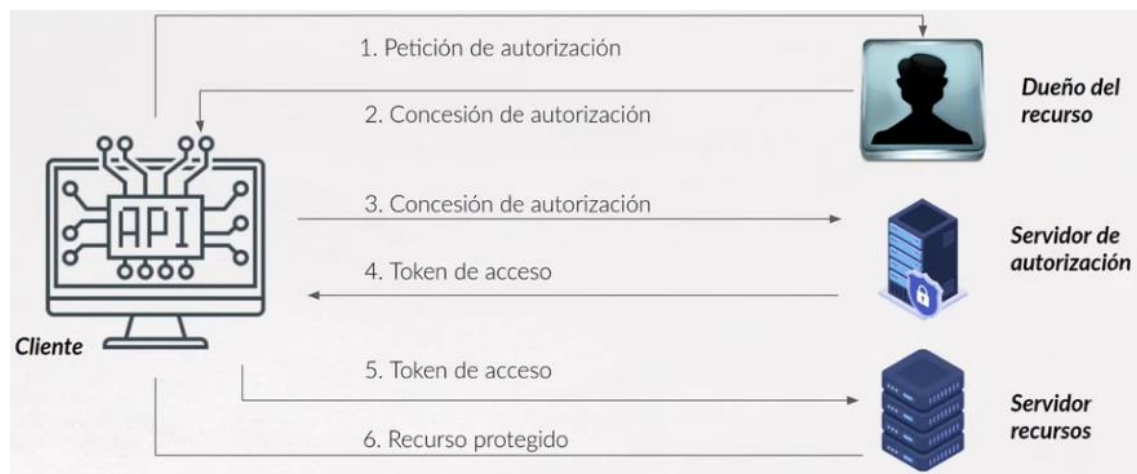 1. Petición de autorización
Dueño del
recurso
2. Concesión de autorización
API
3. Concesión de autorización
Servidor de
autorización
4. Token de acceso
Cliente
5. Token de acceso
Servidor
recursos
6. Recurso protegido